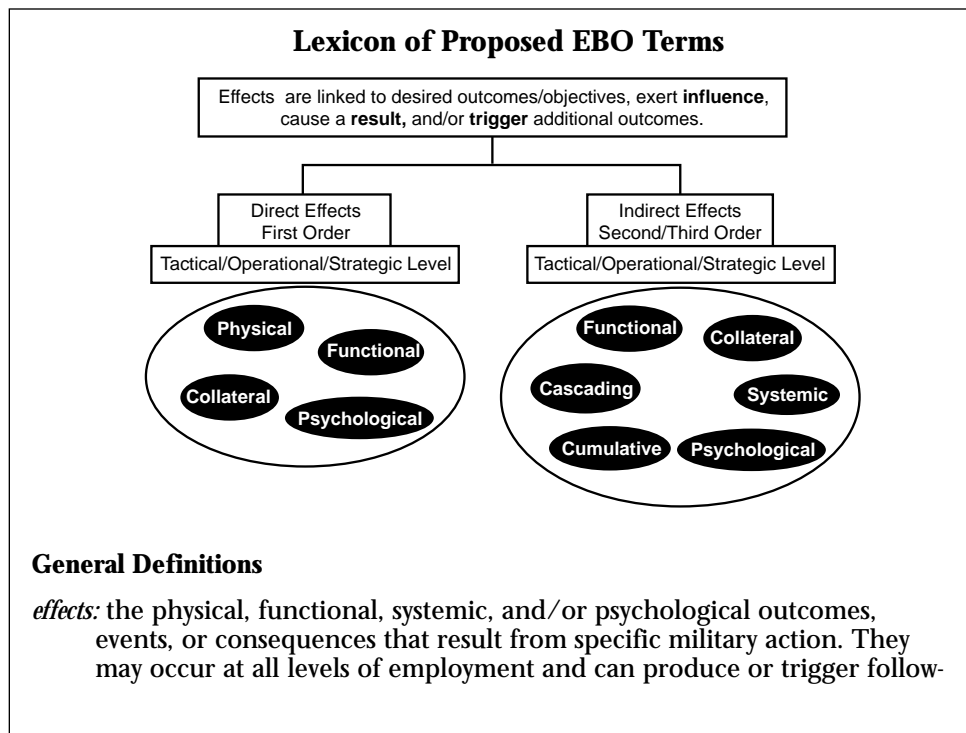 Lexicon of Proposed EBO Terms
Effects are linked to desired outcomes/objectives, exert influence,
cause a result, and/or trigger additional outcomes.
Direct Effects
First Order
Tactical/Operational/Strategic Level
Physical
Functional
Collateral
Psychological
Indirect Effects
Second/Third Order
Tactical/Operational/Strategic Level
Functional
Collateral
Cascading
Systemic
Cumulative
Psychological
General Definitions
effects: the physical, functional, systemic, and/or psychological outcomes,
events, or consequences that result from specific military action. They
may occur at all levels of employment and can produce or trigger follow-